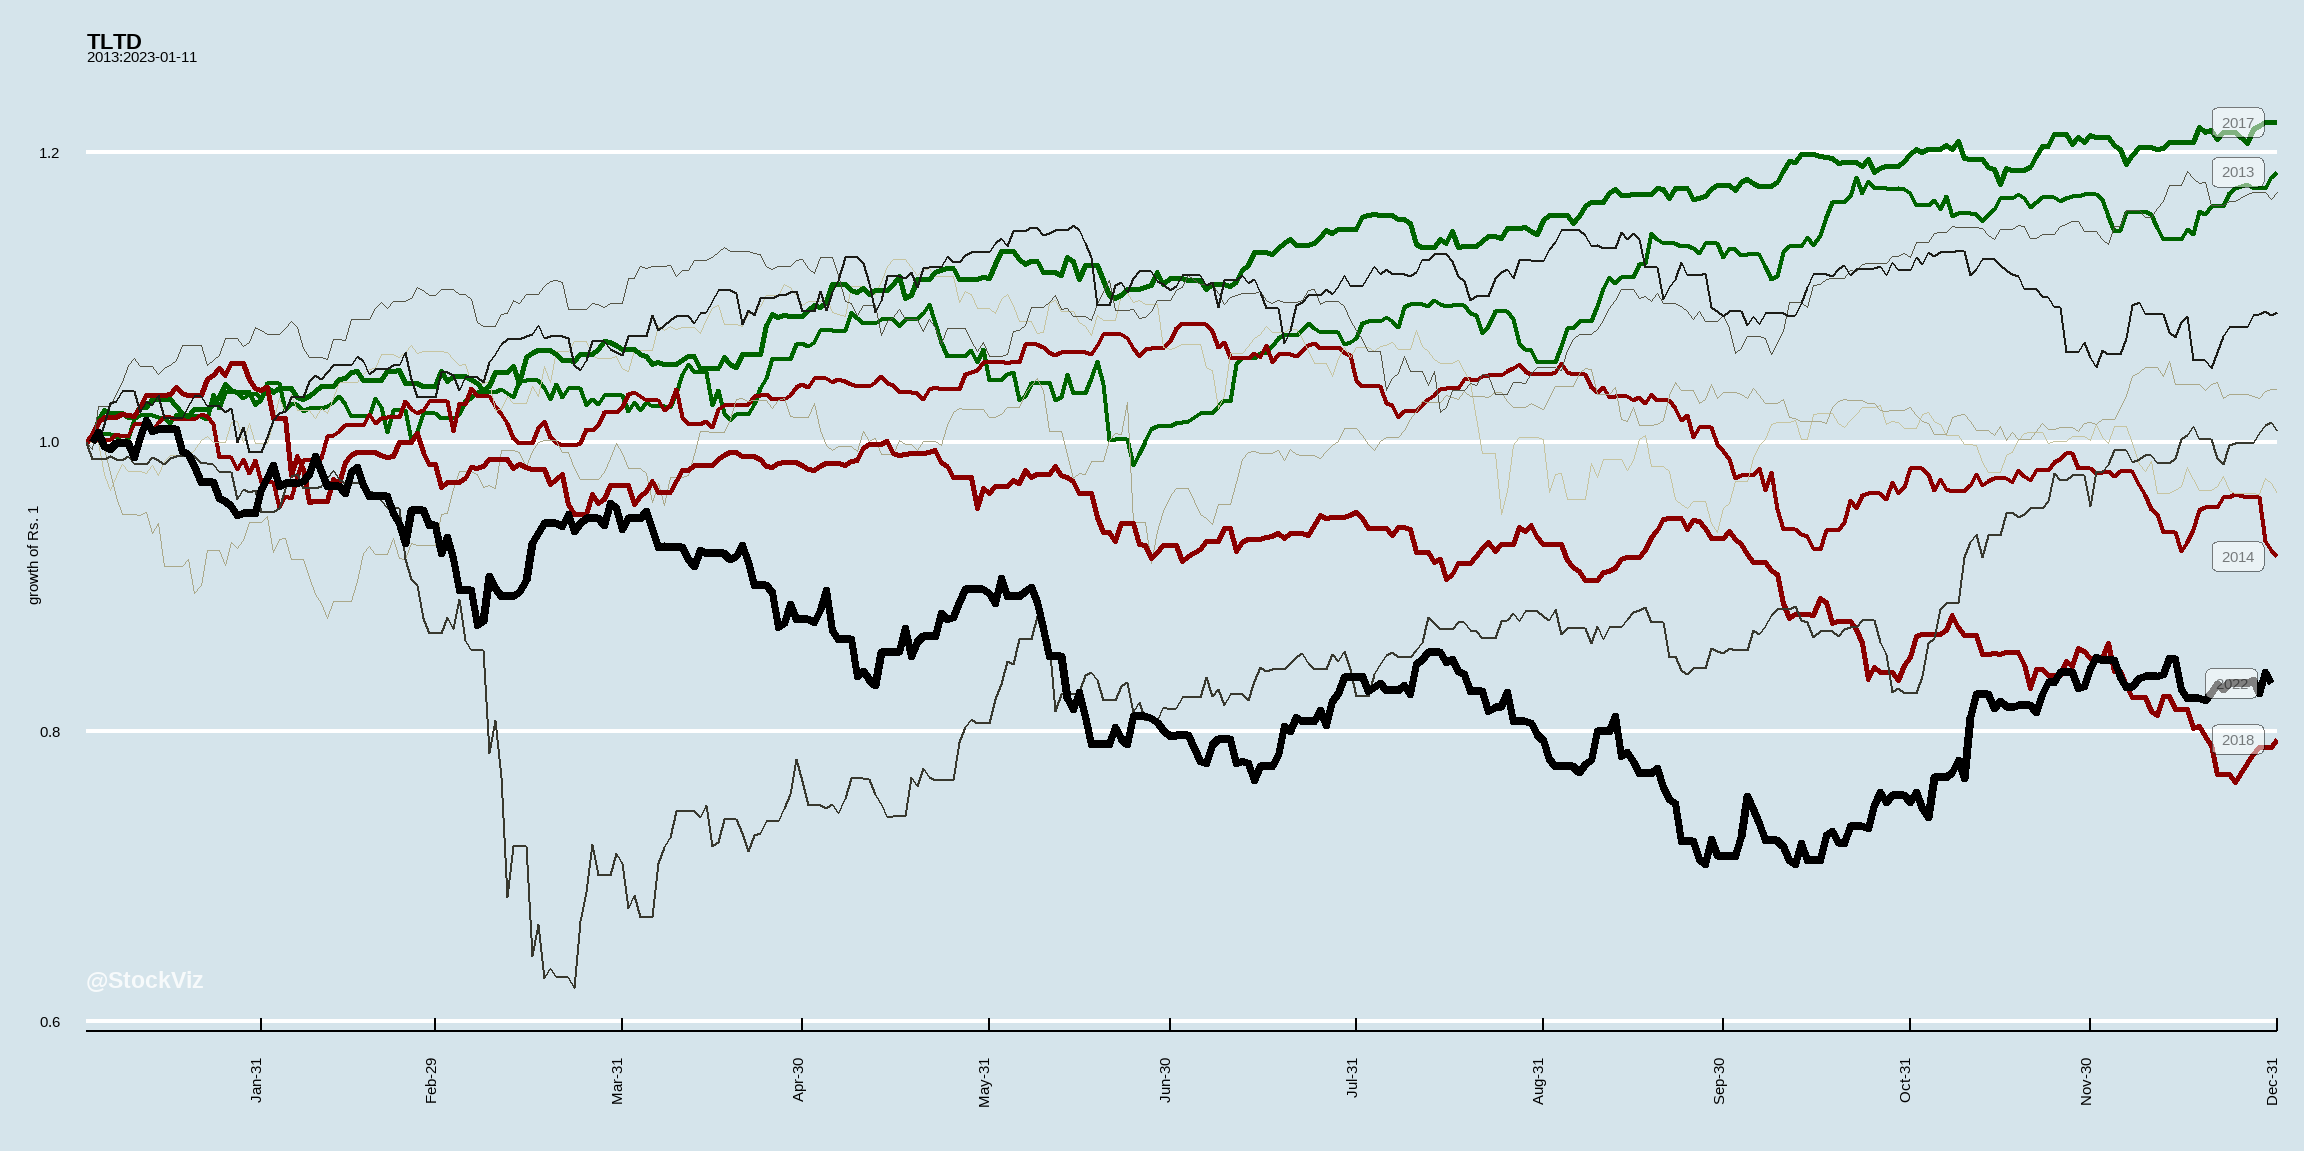 TLTD
2013:2023-01-11
2017
1.2
2013
1.0
growth of Rs. 1
2014
2022
0.8
2018
@StockViz
0.6
Jan-31
Feb-29
Mar-31
Apr-30
May-31
Jun-30
Jul-31
Aug-31
Sep-30
Oct-31
Nov-30
Dec-31